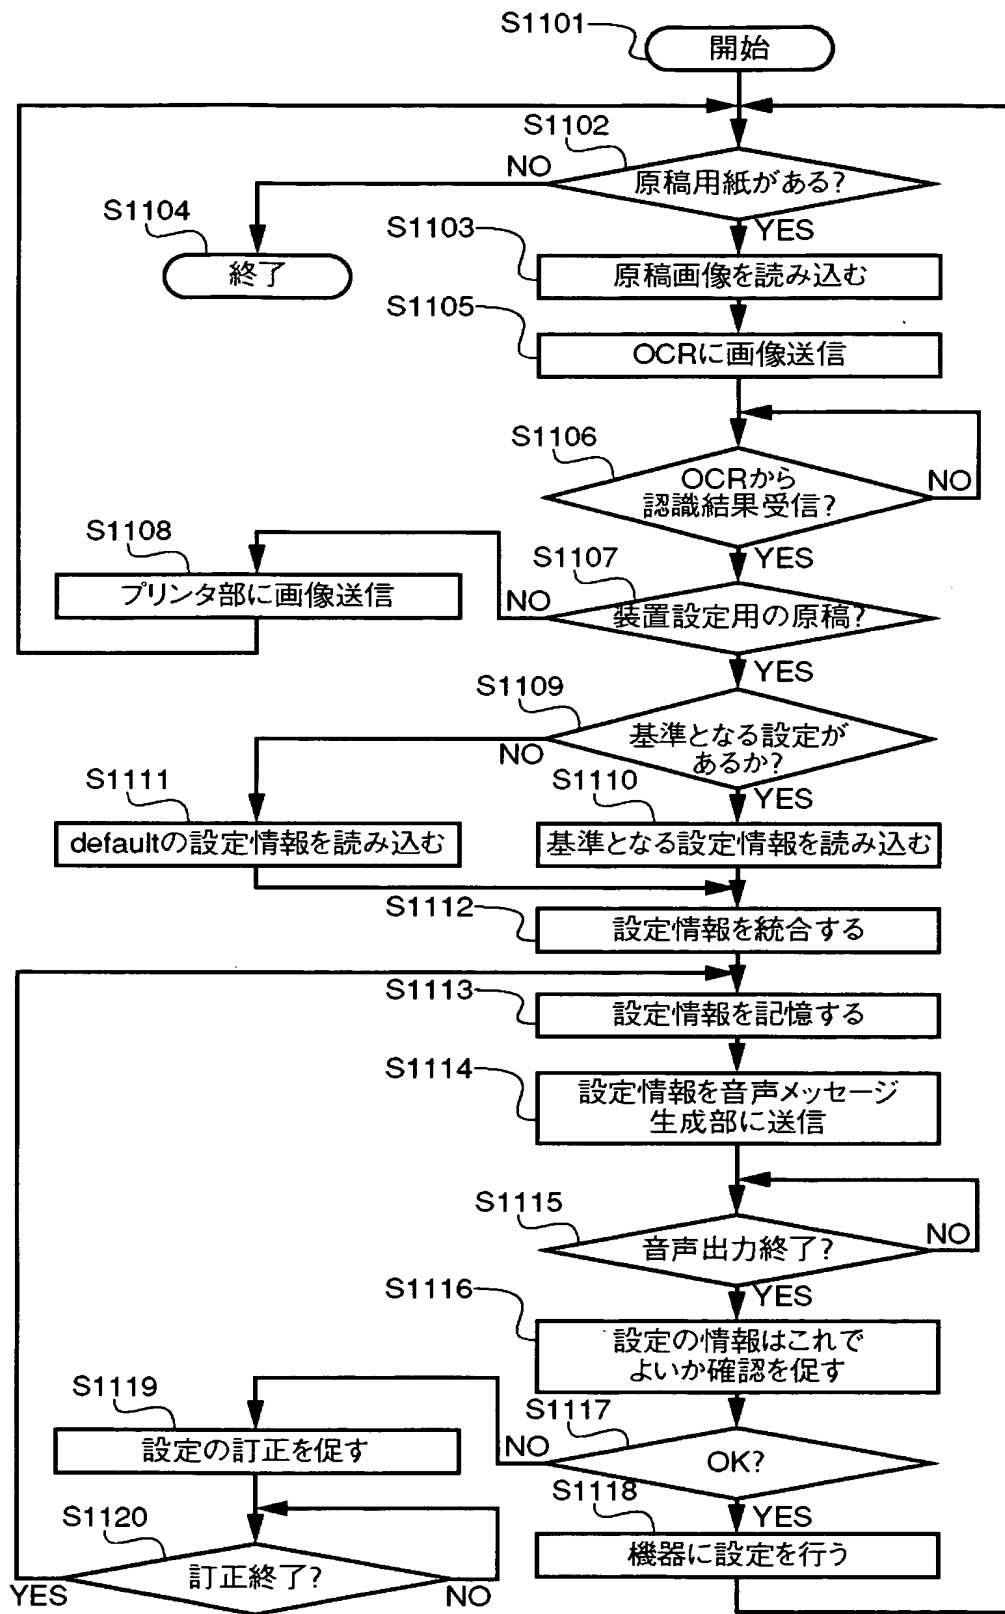 S1101
開始
S1102
原稿用紙がある?
NO
YES
S1104
終了
S1103
原稿画像を読み込む
S1105
OCRに画像送信
S1106
OCRから
認識結果受信?
NO
YES
S1108
プリンタ部に画像送信
S1107
装置設定用の原稿?
NO
YES
S1109
基準となる設定が
あるか?
NO
YES
S1111
defaultの設定情報を読み込む
S1110
基準となる設定情報を読み込む
S1112
設定情報を統合する
S1113
設定情報を記憶する
S1114
設定情報を音声メッセージ
生成部に送信
S1115
音声出力終了?
NO
YES
S1116
設定の情報はこれで
よいか確認を促す
S1119
設定の訂正を促す
S1117
OK?
NO
YES
S1118
機器に設定を行う
S1120
訂正終了?
YES
NO